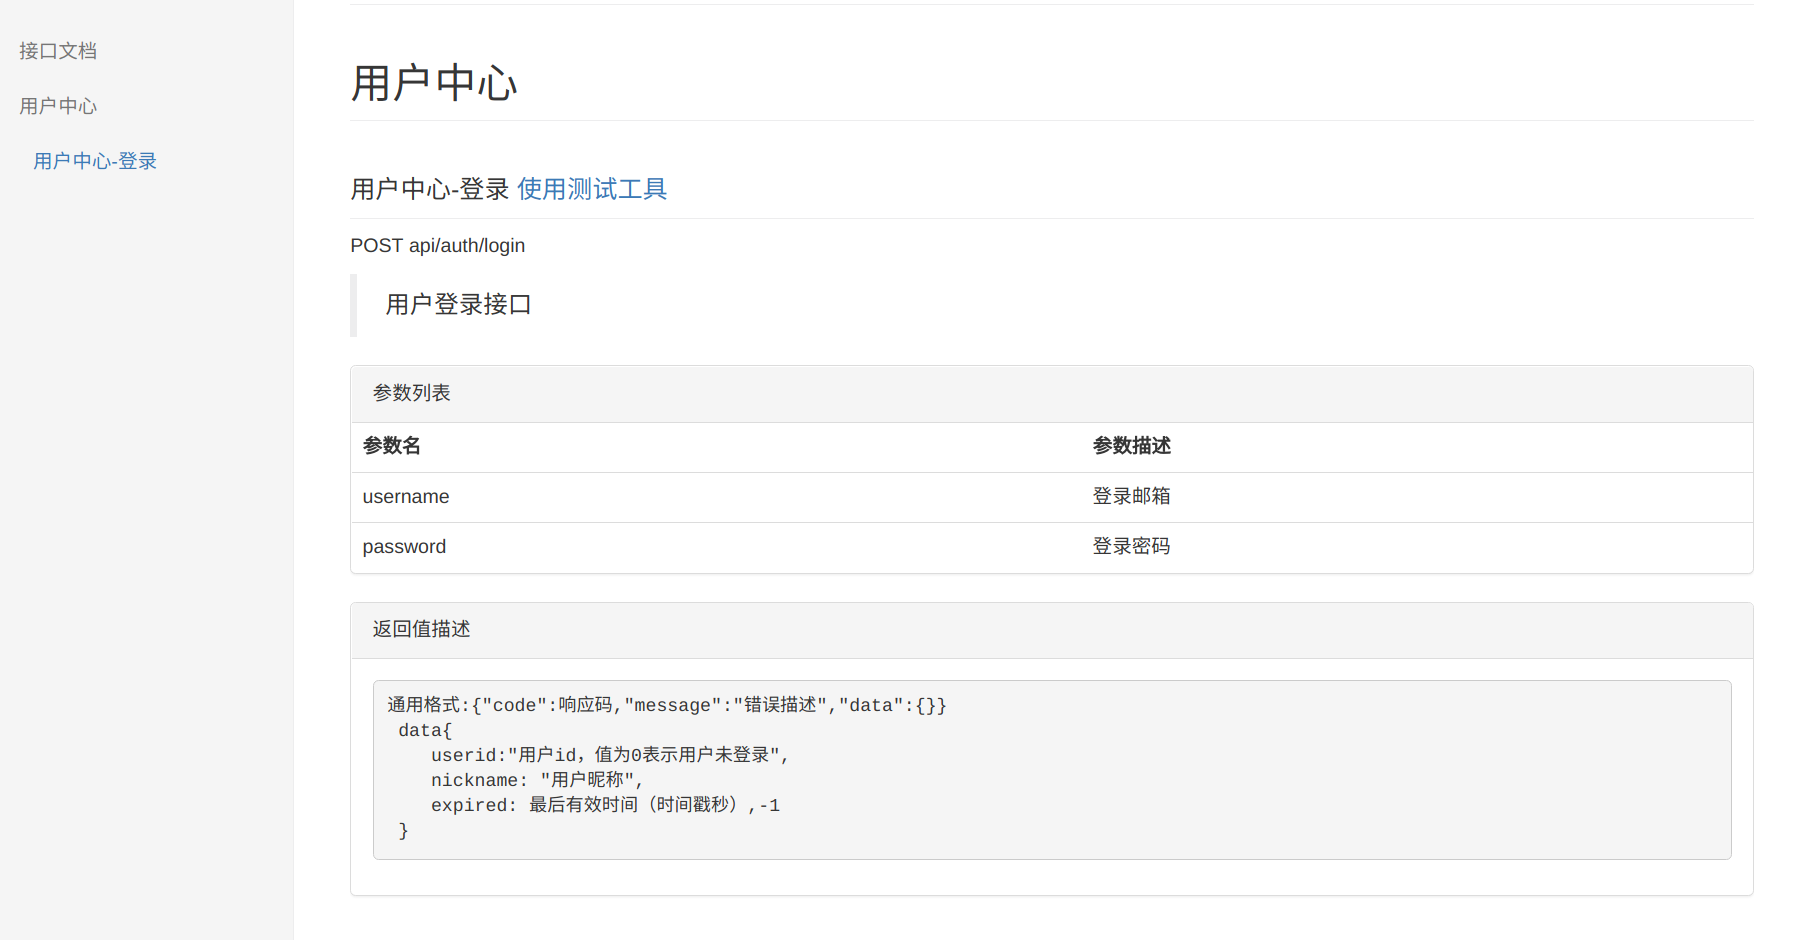 接口文档
用户中心
用户中心-登录
用户中心
用户中心-登录 使用测试工具
POST api/auth/login
用户登录接口
参数列表
参数名 参数描述
username 登录邮箱
password 登录密码
返回值描述
通用格式:{"code":响应码,"message":"错误描述","data":{}}
data{
userid:"用户id，值为0表示用户未登录",
nickname: "用户昵称",
expired: 最后有效时间（时间戳秒）,-1
}